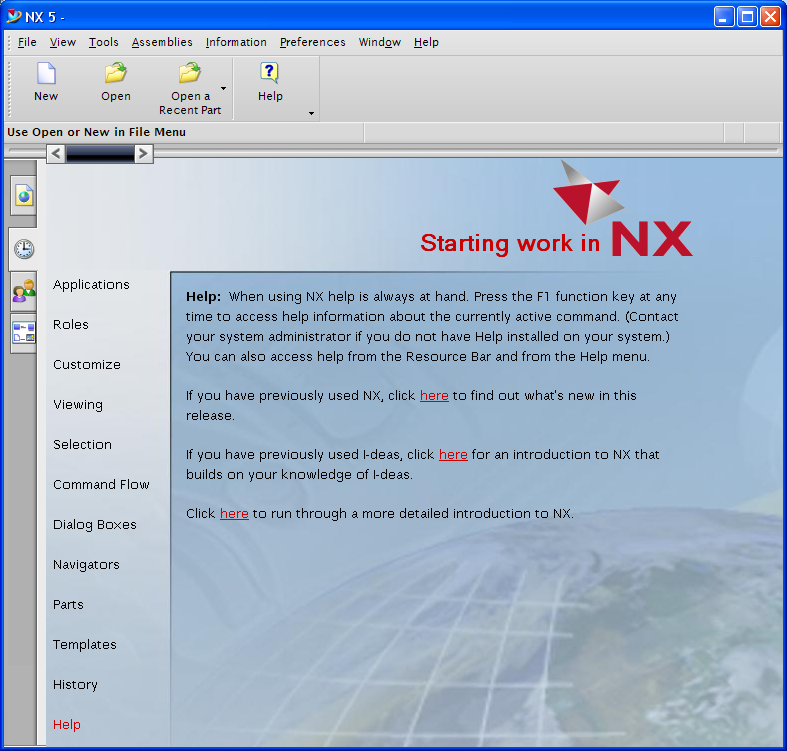 NX 5 -
File View Tools Assemblies Information Preferences Window Help
New Open Open a Recent Part Help
Use Open or New in File Menu
Starting work in NX
Applications
Roles
Customize
Viewing
Selection
Command Flow
Dialog Boxes
Navigators
Parts
Templates
History
Help
Help: When using NX help is always at hand. Press the F1 function key at any
time to access help information about the currently active command. (Contact
your system administrator if you do not have Help installed on your system.)
You can also access help from the Resource Bar and from the Help menu.
If you have previously used NX, click here to find out what's new in this
release.
If you have previously used I-deas, click here for an introduction to NX that
builds on your knowledge of I-deas.
Click here to run through a more detailed introduction to NX.